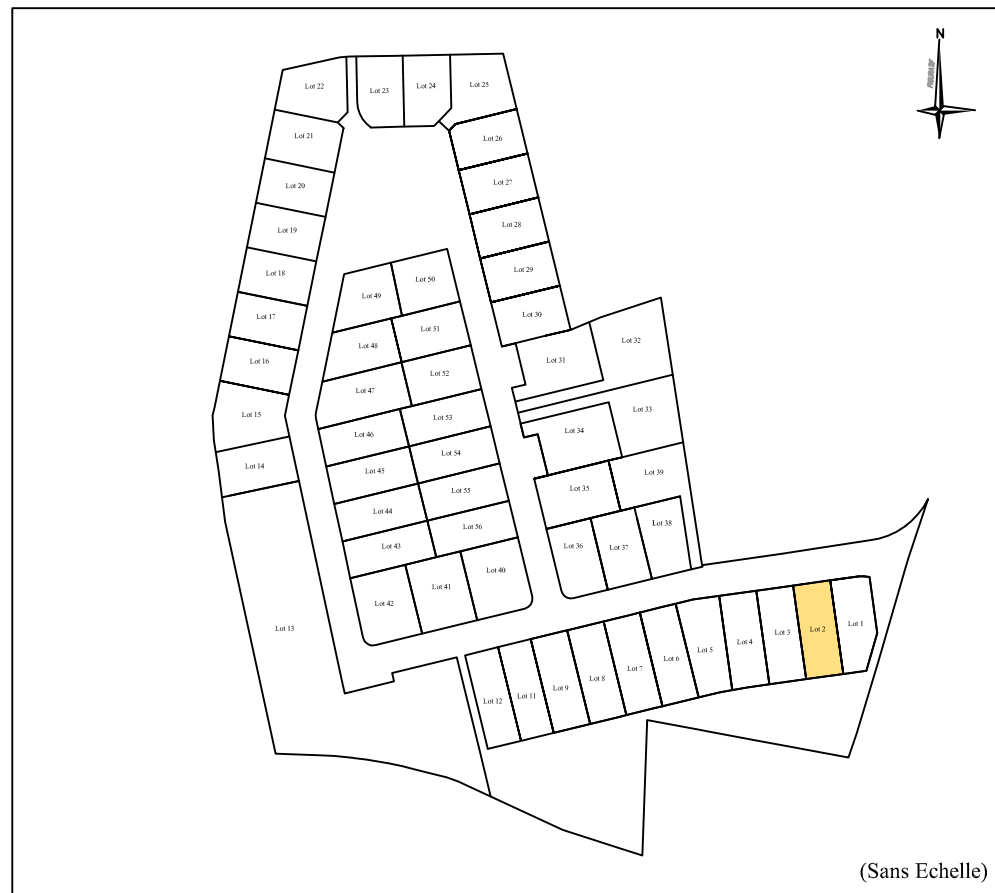 N
Lot 22
Lot 23
Lot 24
Lot 25
Lot 21
Lot 26
Lot 20
Lot 27
Lot 19
Lot 28
Lot 18
Lot 29
Lot 50
Lot 49
Lot 17
Lot 30
Lot 51
Lot 48
Lot 32
Lot 16
Lot 31
Lot 52
Lot 47
Lot 15
Lot 33
Lot 53
Lot 46
Lot 34
Lot 14
Lot 54
Lot 45
Lot 39
Lot 35
Lot 55
Lot 44
Lot 38
Lot 56
Lot 43
Lot 36
Lot 37
Lot 40
Lot 41
Lot 42
Lot 13
Lot 1
Lot 2
Lot 3
Lot 4
Lot 5
Lot 6
Lot 7
Lot 8
Lot 9
Lot 11
Lot 12
(Sans Echelle)